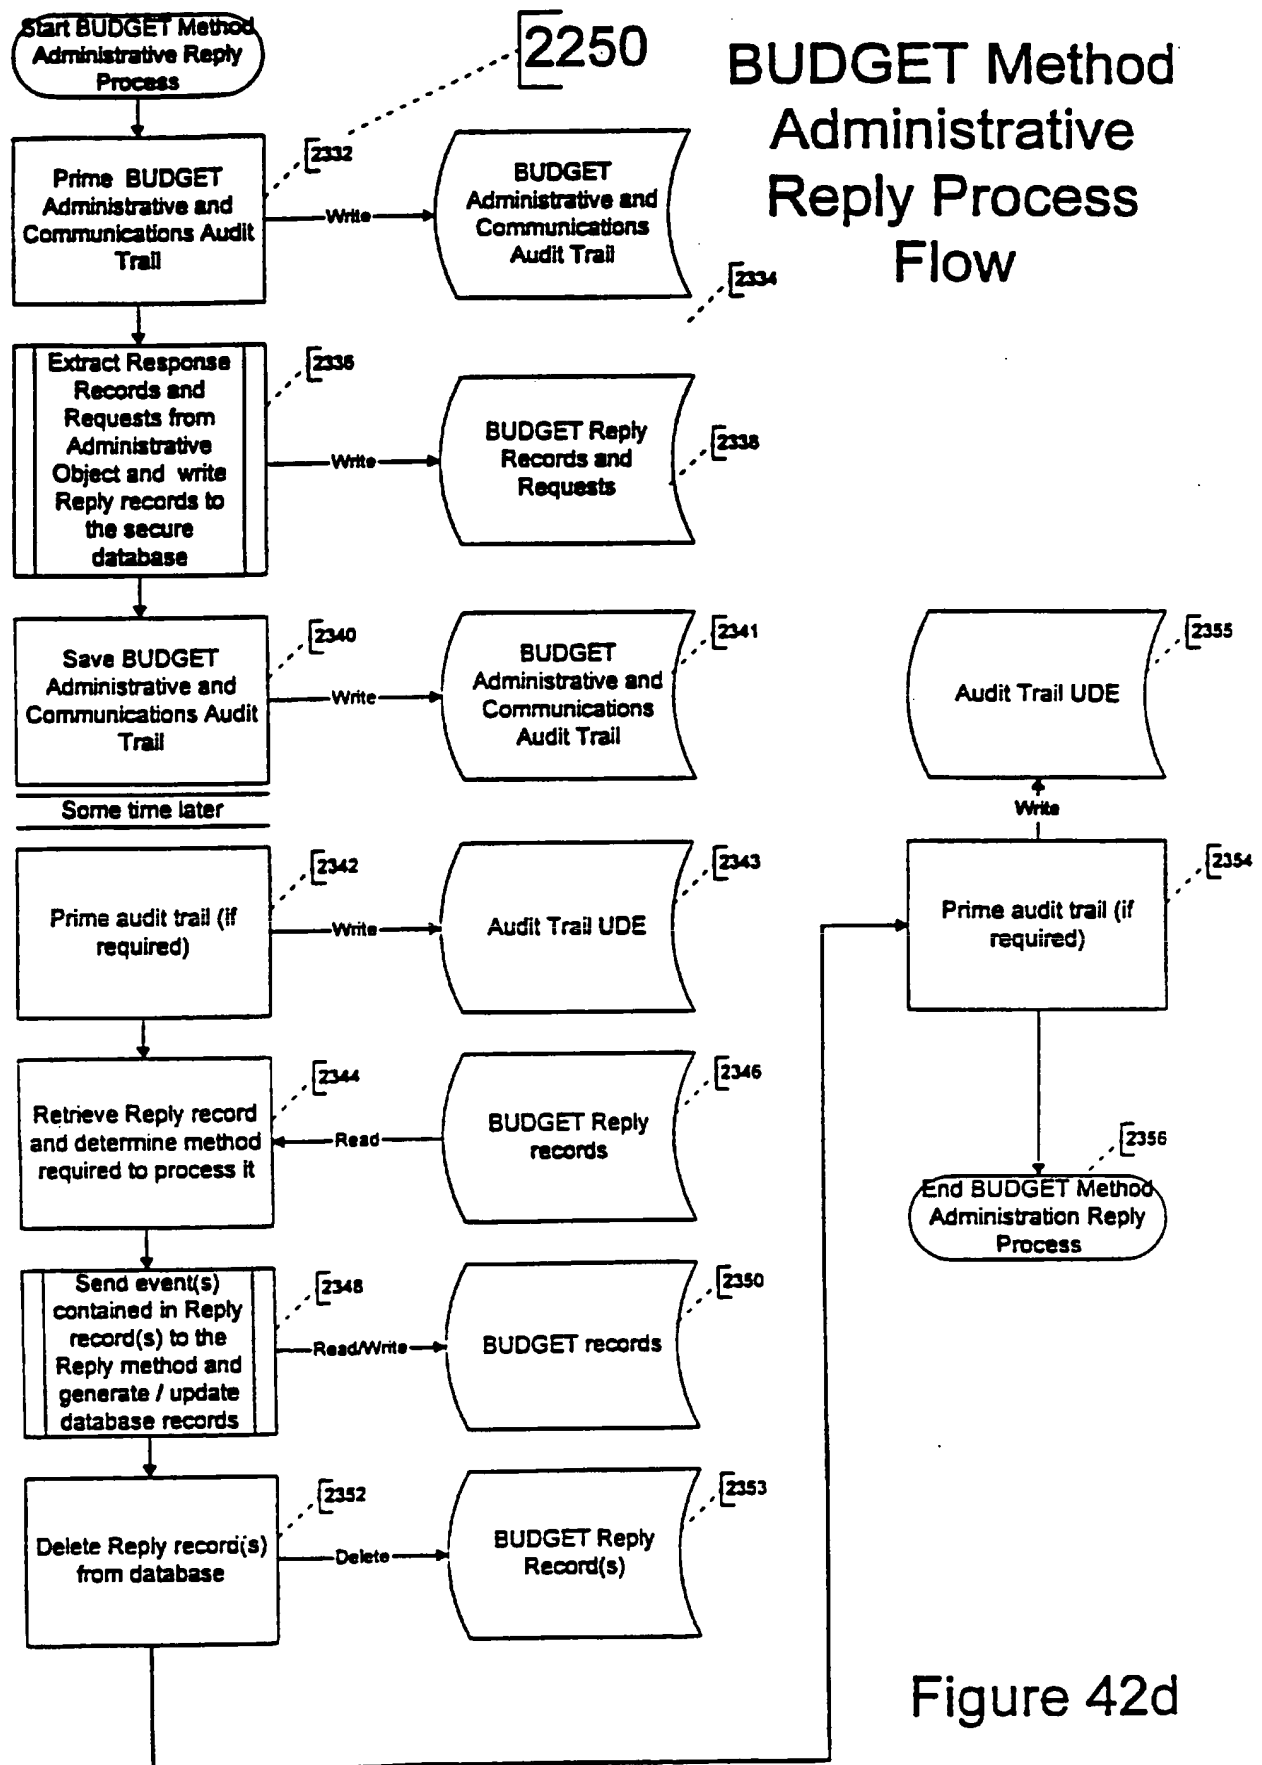 Start BUDGET Method
Administrative Reply
Process
2250
BUDGET Method
Administrative
Reply Process
Flow
2332
Prime BUDGET
Administrative and
Communications Audit
Trail
Write
BUDGET
Administrative and
Communications
Audit Trail
2334
Extract Response
Records and
Requests from
Administrative
Object and write
Reply records to
the secure
database
2336
Write
BUDGET Reply
Records and
Requests
2338
Save BUDGET
Administrative and
Communications Audit
Trail
2340
Write
BUDGET
Administrative and
Communications
Audit Trail
2341
Some time later
Prime audit trail (if
required)
2342
Write
Audit Trail UDE
2343
Retrieve Reply record
and determine method
required to process it
2344
Read
BUDGET Reply
records
2346
Send event(s)
contained in Reply
record(s) to the
Reply method and
generate / update
database records
2348
Read/Write
BUDGET records
2350
Delete Reply record(s)
from database
2352
Delete
BUDGET Reply
Record(s)
2353
Audit Trail UDE
2355
Write
Prime audit trail (if
required)
2354
2356
End BUDGET Method
Administration Reply
Process
Figure 42d